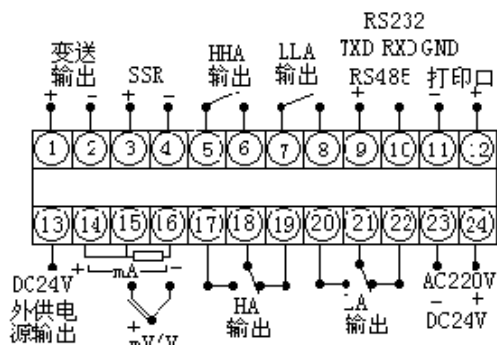 RS232
变送 HHA LLA TXD RXD GND
输出 SSR 输出 输出 RS485 打印口
+ − + − + − +
1 2 3 4 5 6 7 8 9 10 11 12
13 14 15 16 17 18 19 20 21 22 23 24
+ mA −
DC24V HA LA AC220V
外供电 输出 输出 − +
源输出 + mV/V DC24V